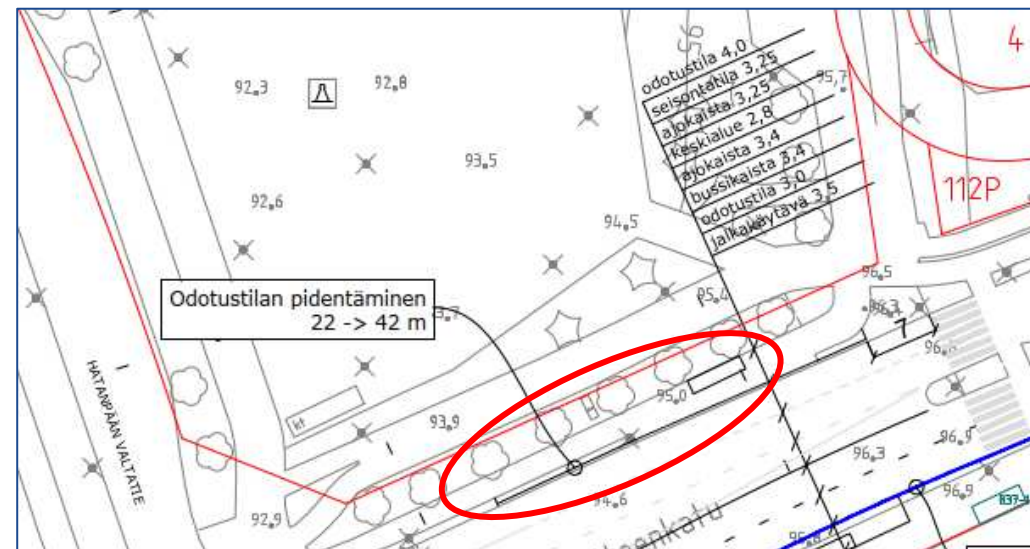 odotustila 4,0
seisontatila 3,25
ajokaista 3,25
keskialue 2,8
ajokaista 3,4
bussikaista 3,4
odotustila 3,0
jalkakäytävä 3,5
4
112P
95,7
92,3
92,8
93,5
92,6
94,5
Odotustilan pidentäminen
22 -> 42 m
96,5
95,4
96,3
7
95,0
kt
93,9
HATANPÄÄN VALTATIE
96,9
96,3
94,6
96,9
92,9